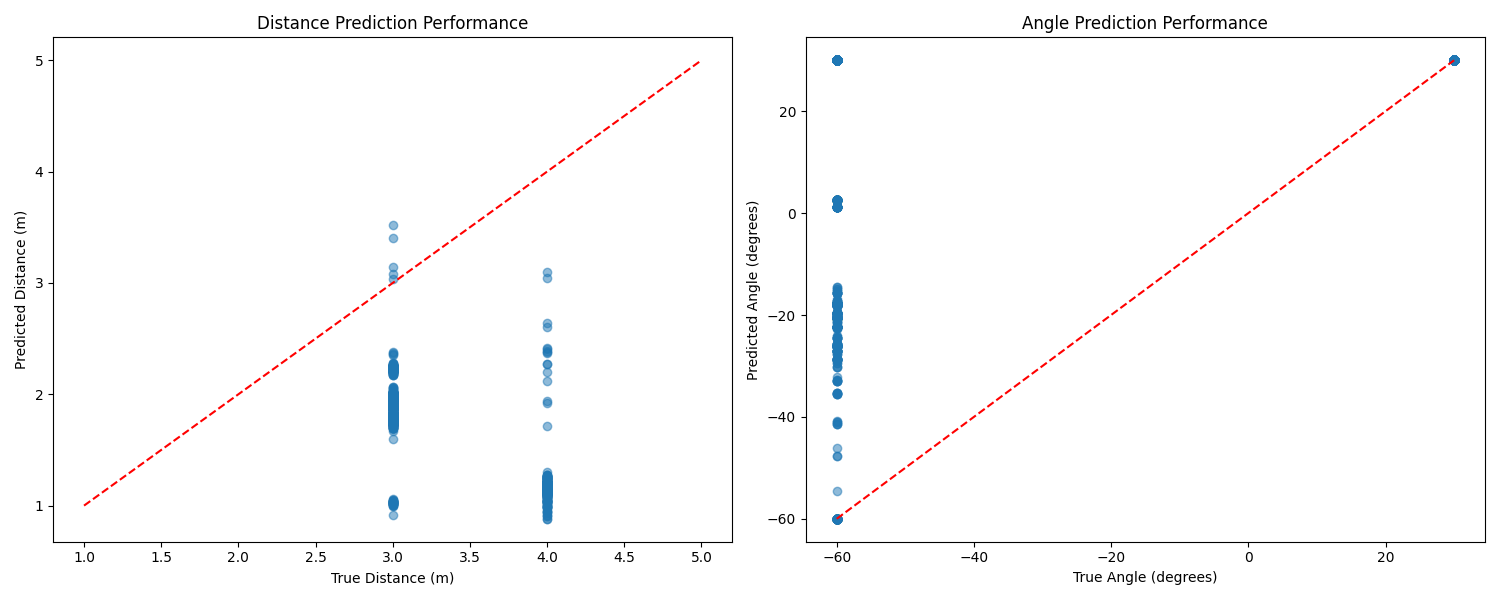 Distance Prediction Performance
Predicted Distance (m)
5
4
3
2
1
1.0 1.5 2.0 2.5 3.0 3.5 4.0 4.5 5.0
True Distance (m)
Angle Prediction Performance
Predicted Angle (degrees)
20
0
−20
−40
−60
−60 −40 −20 0 20
True Angle (degrees)